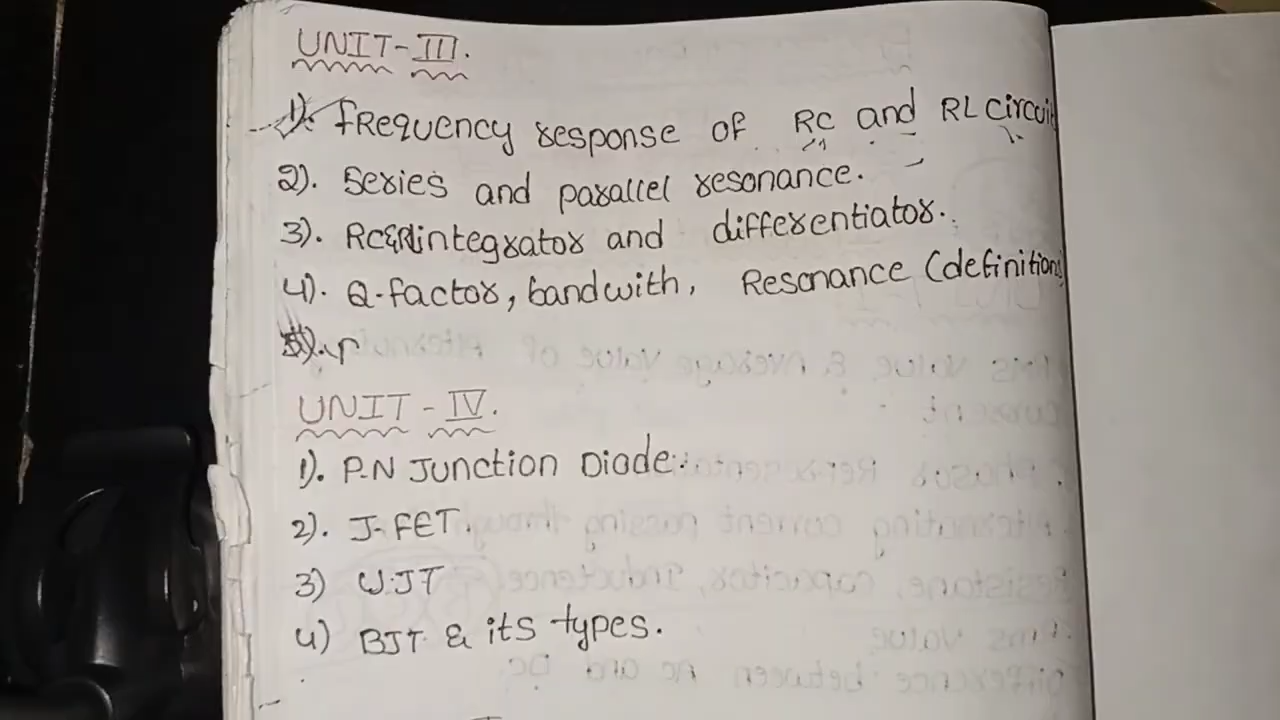 UNIT-III.
1). Frequency response of RC and RL circuit
2). Series and parallel resonance.
3). RC&RL integrator and differentiator.
4). Q-factor, bandwith, Resonance (definition)
UNIT - IV.
1). P-N Junction Diode.
2). J-FET.
3) UJT
4) BJT & its types.